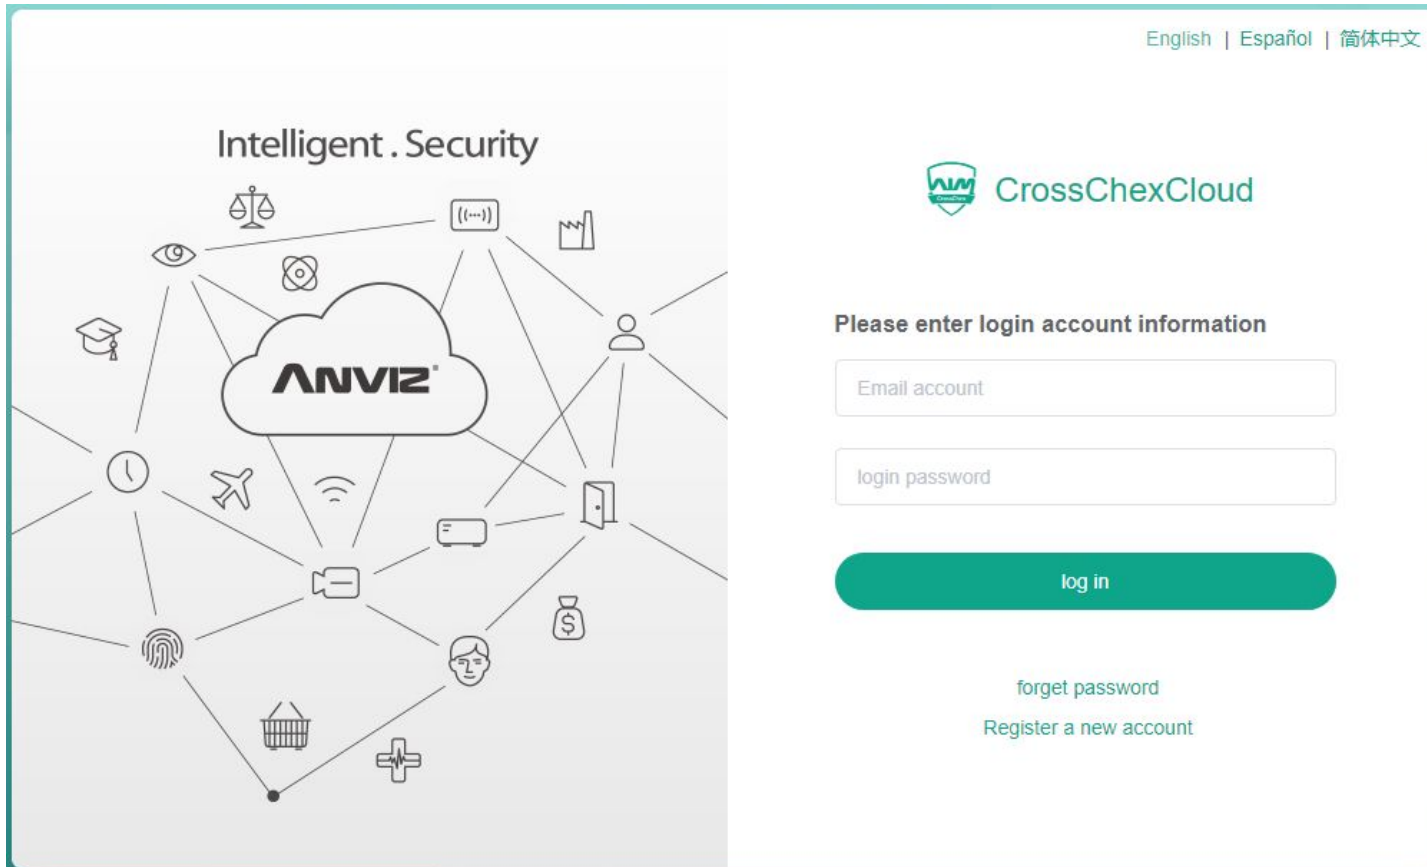 English | Español | 简体中文
Intelligent . Security
ANVIZ®
CrossChex
CrossChexCloud
Please enter login account information
Email account
login password
log in
forget password
Register a new account